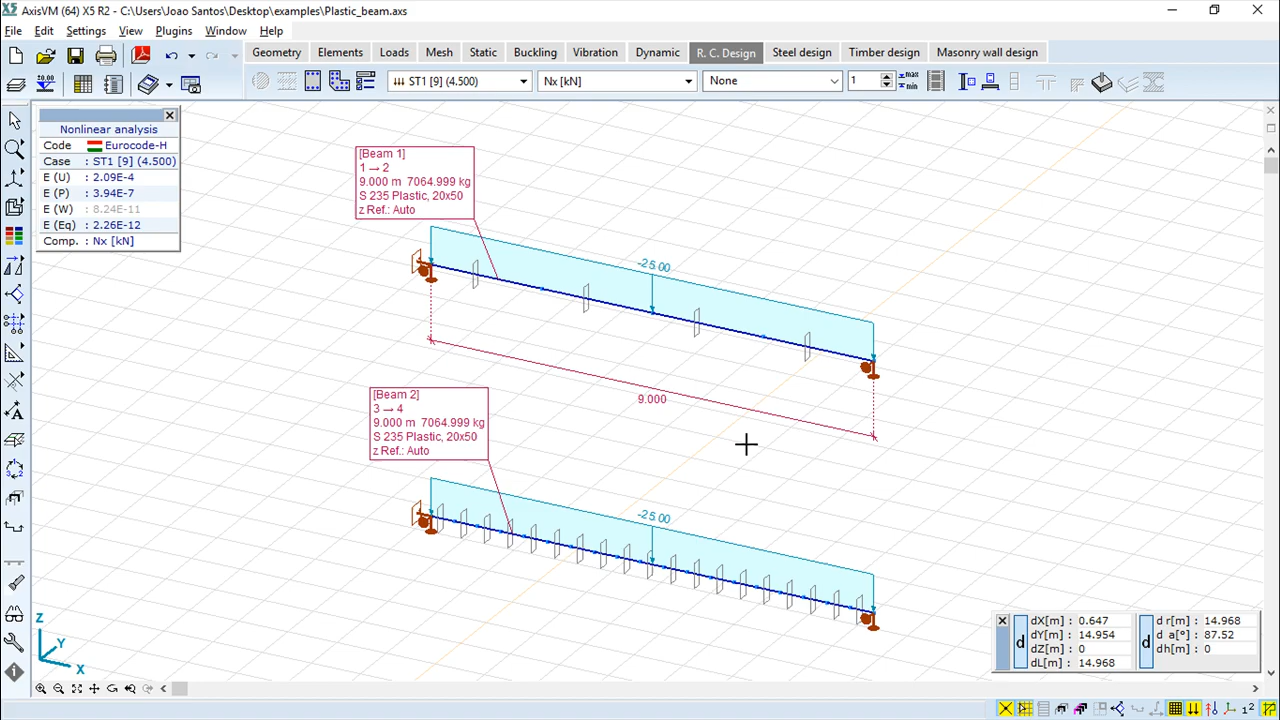 AxisVM (64) X5 R2 - C:\Users\Joao Santos\Desktop\examples\Plastic_beam.axs
File Edit Settings View Plugins Window Help
Geometry Elements Loads Mesh Static Buckling Vibration Dynamic R. C. Design Steel design Timber design Masonry wall design
ST1 [9] (4.500) Nx [kN] None 1 max min
Nonlinear analysis
Code Eurocode-H
Case : ST1 [9] (4.500)
E (U) : 2.09E-4
E (P) : 3.94E-7
E (W) : 8.24E-11
E (Eq) : 2.26E-12
Comp. : Nx [kN]
[Beam 1]
1 → 2
9.000 m 7064.999 kg
S 235 Plastic, 20x50
z Ref.: Auto
-25.00
9.000
[Beam 2]
3 → 4
9.000 m 7064.999 kg
S 235 Plastic, 20x50
z Ref.: Auto
-25.00
Z
Y
X
d
dX[m] : 0.647
dY[m] : 14.954
dZ[m] : 0
dL[m] : 14.968
d
d r[m] : 14.968
d a[°] : 87.52
dh[m] : 0